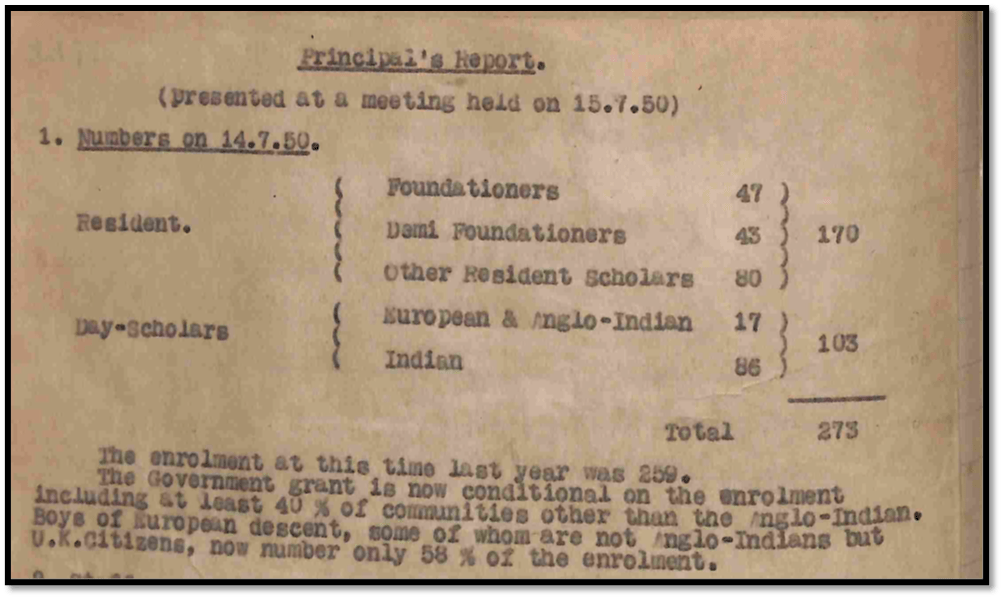 Principal's Report.
(presented at a meeting held on 15.7.50)
1. Numbers on 14.7.50.
Resident. ( Foundationers 47 )
( Demi Foundationers 43 ) 170
( Other Resident Scholars 80 )
Day-Scholars ( European & Anglo-Indian 17 ) 103
( Indian 86 )
Total 273
The enrolment at this time last year was 259.
The Government grant is now conditional on the enrolment
including at least 40 % of communities other than the Anglo-Indian.
Boys of European descent, some of whom are not Anglo-Indians but
U.K.Citizens, now number only 58 % of the enrolment.